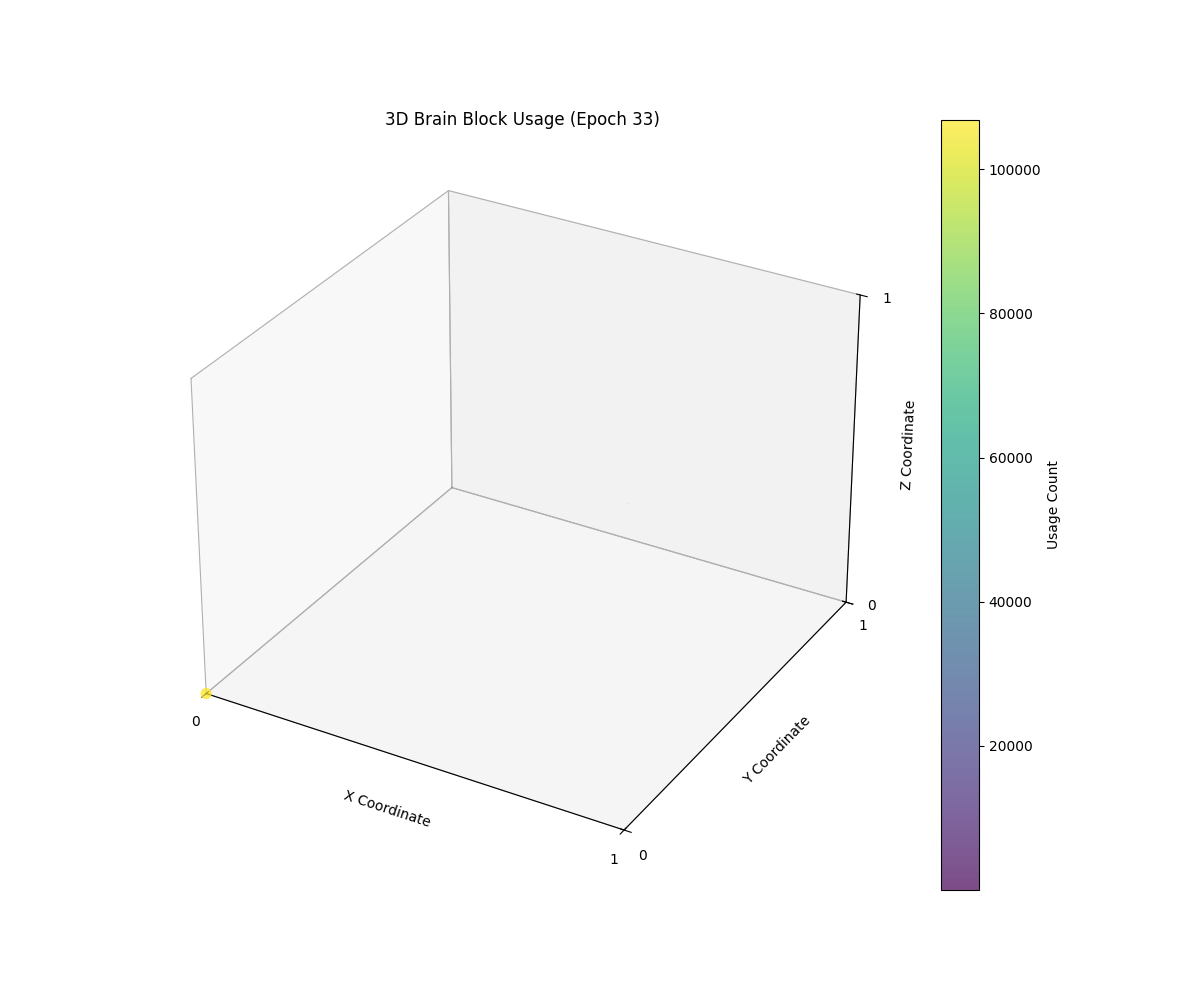 3D Brain Block Usage (Epoch 33)
100000
80000
60000
40000
20000
Usage Count
1
Z Coordinate
0
1
Y Coordinate
0
0
X Coordinate
1